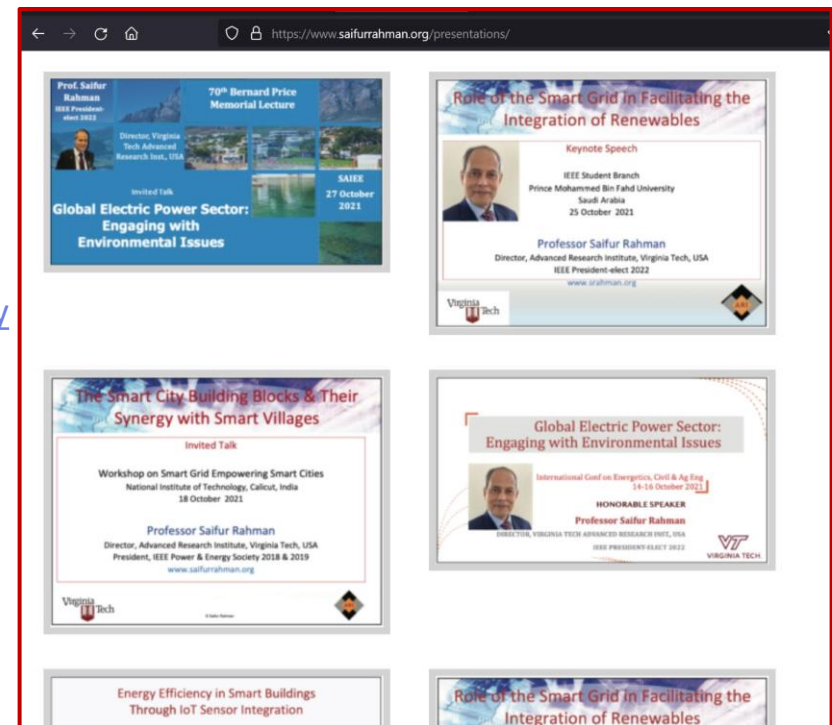 https://www.saifurrahman.org/presentations/
y
Prof. Saifur
Rahman
IEEE President-
elect 2022
70th Bernard Price
Memorial Lecture
Director, Virginia
Tech Advanced
Research Inst., USA
Invited Talk
SAIEE
27 October
2021
Global Electric Power Sector:
Engaging with
Environmental Issues
Role of the Smart Grid in Facilitating the
Integration of Renewables
Keynote Speech
IEEE Student Branch
Prince Mohammed Bin Fahd University
Saudi Arabia
25 October 2021
Professor Saifur Rahman
Director, Advanced Research Institute, Virginia Tech, USA
IEEE President-elect 2022
www.srahman.org
Virginia
Tech
ARI
The Smart City Building Blocks & Their
Synergy with Smart Villages
Invited Talk
Workshop on Smart Grid Empowering Smart Cities
National Institute of Technology, Calicut, India
18 October 2021
Professor Saifur Rahman
Director, Advanced Research Institute, Virginia Tech, USA
President, IEEE Power & Energy Society 2018 & 2019
www.saifurrahman.org
Virginia
Tech
© Saifur Rahman
ARI
Global Electric Power Sector:
Engaging with Environmental Issues
International Conf on Energetics, Civil & Ag Eng
14-16 October 2021
HONORABLE SPEAKER
Professor Saifur Rahman
DIRECTOR, VIRGINIA TECH ADVANCED RESEARCH INST, USA
IEEE PRESIDENT-ELECT 2022
VT
VIRGINIA TECH
Energy Efficiency in Smart Buildings
Through IoT Sensor Integration
Role of the Smart Grid in Facilitating the
Integration of Renewables